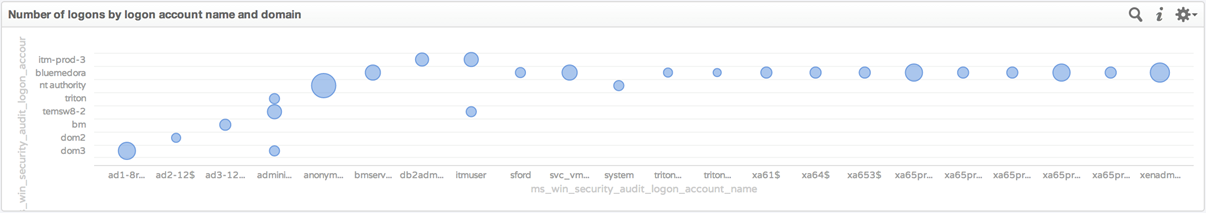 Number of logons by logon account name and domain
ms_win_security_audit_logon_accour
itm-prod-3
bluemedora
nt authority
triton
temsw8-2
bm
dom2
dom3
ad1-8r... ad2-12$ ad3-12... admini... anonym... bmserv... db2adm... itmuser sford svc_vm... system triton... triton... xa61$ xa64$ xa653$ xa65pr... xa65pr... xa65pr... xa65pr... xa65pr... xenadm...
ms_win_security_audit_logon_account_name